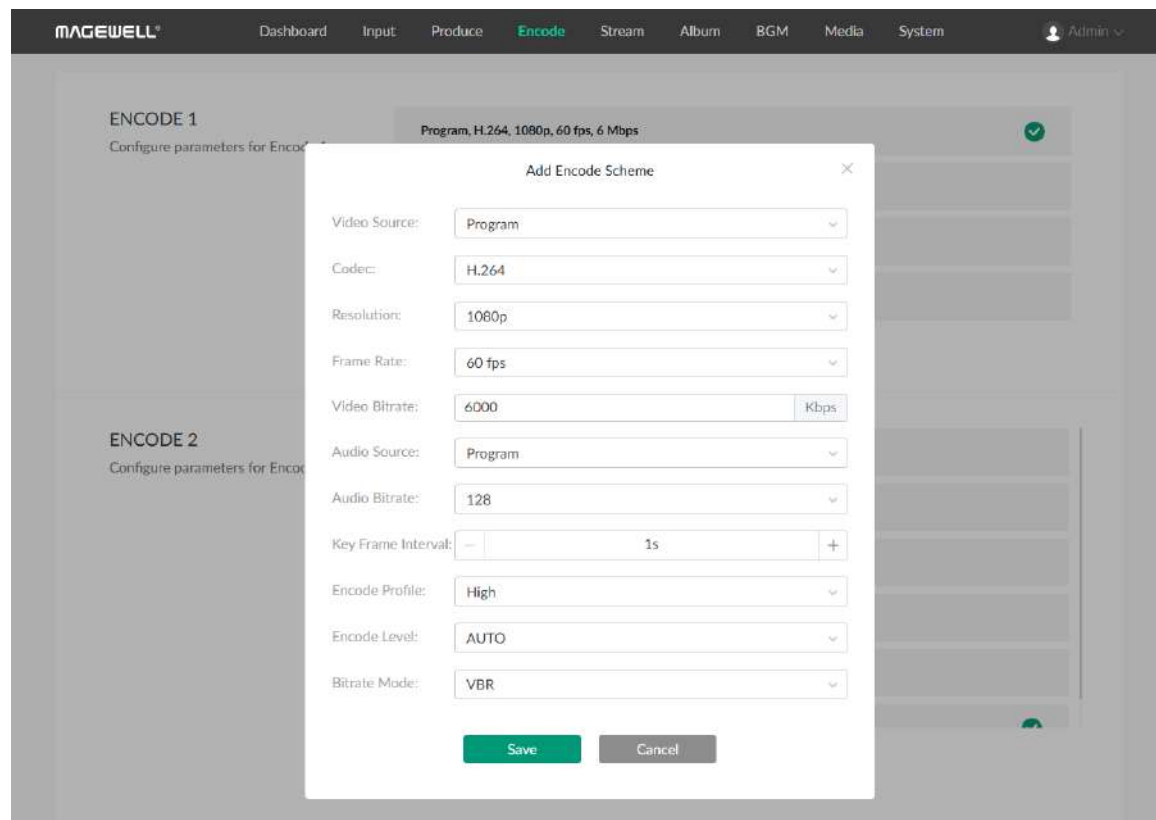 MAGEWELL® Dashboard Input Produce Encode Stream Album BGM Media System Admin
ENCODE 1
Program, H.264, 1080p, 60 fps, 6 Mbps
Configure parameters for Encod
Add Encode Scheme
Video Source: Program
Codec: H.264
Resolution: 1080p
Frame Rate: 60 fps
Video Bitrate: 6000 Kbps
ENCODE 2
Configure parameters for Encod
Audio Source: Program
Audio Bitrate: 128
Key Frame Interval: − 1s +
Encode Profile: High
Encode Level: AUTO
Bitrate Mode: VBR
Save Cancel